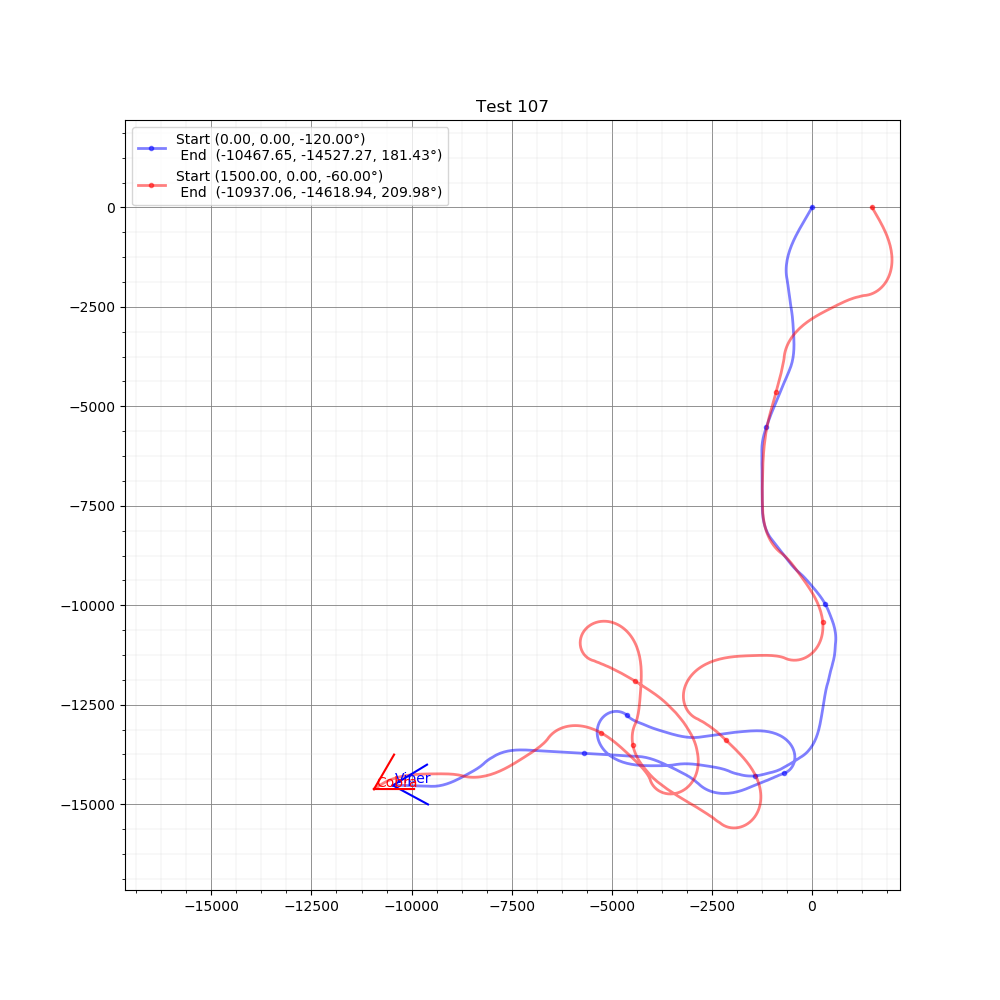 Test 107
Start (0.00, 0.00, -120.00°)
End  (-10467.65, -14527.27, 181.43°)
Start (1500.00, 0.00, -60.00°)
End  (-10937.06, -14618.94, 209.98°)
0
−2500
−5000
−7500
−10000
−12500
−15000
Viper
Cobra
−15000
−12500
−10000
−7500
−5000
−2500
0